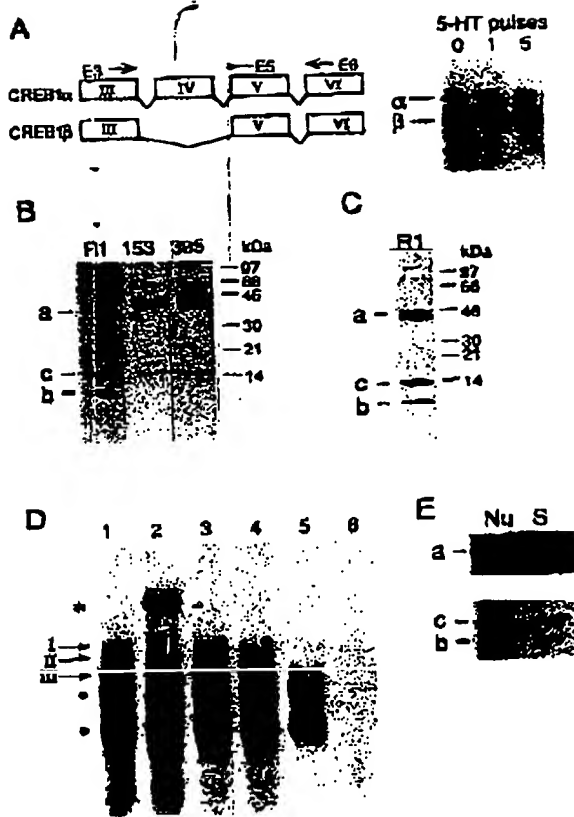 A
5-HT pulses
0 1 5
E3 E5 E6
CREB1α III IV V VI
CREB1β III V VI
α
β
B
R1 153 305 kDa
97
66
46
30
21
14
a
c
b
C
R1 kDa
97
66
46
30
21
14
a
c
b
D
1 2 3 4 5 6
*
I
II
III
E
Nu S
a
c
b